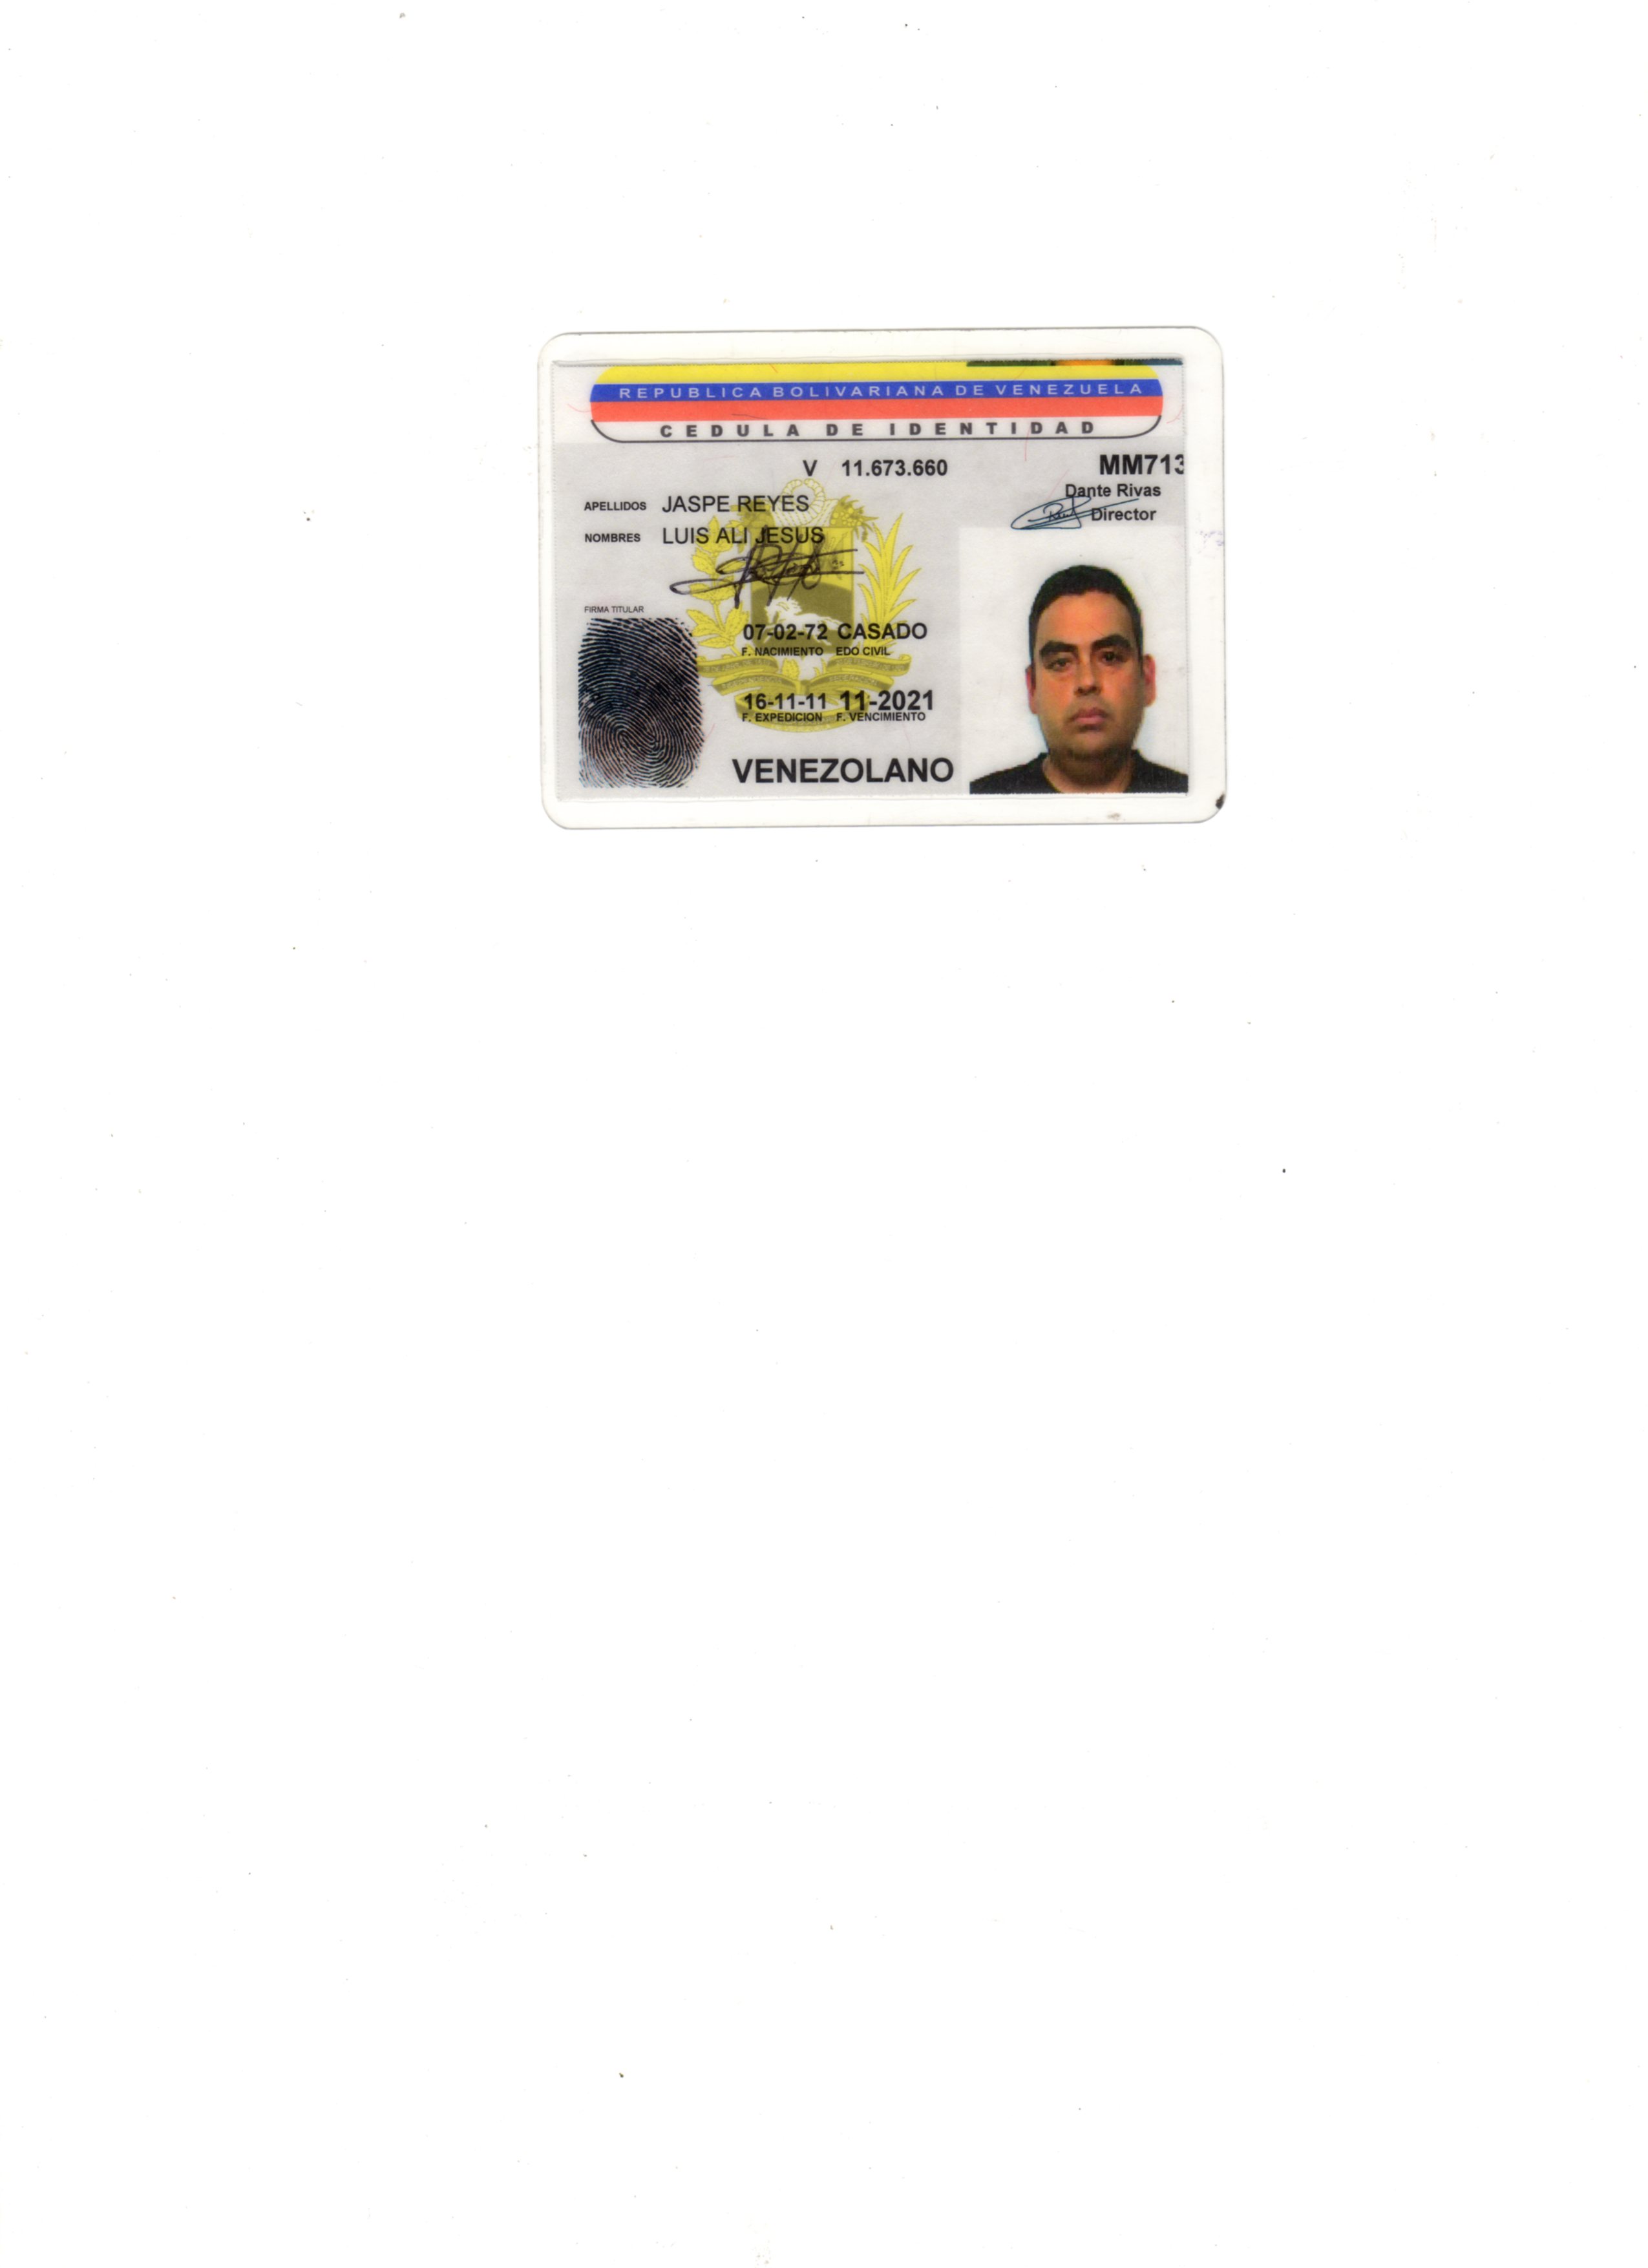 REPUBLICA BOLIVARIANA DE VENEZUELA
CEDULA DE IDENTIDAD
V 11.673.660
MM713
Dante Rivas
Director
APELLIDOS JASPE REYES
NOMBRES LUIS ALI JESUS
FIRMA TITULAR
07-02-72 CASADO
F. NACIMIENTO EDO CIVIL
16-11-11 11-2021
F. EXPEDICION F. VENCIMIENTO
VENEZOLANO